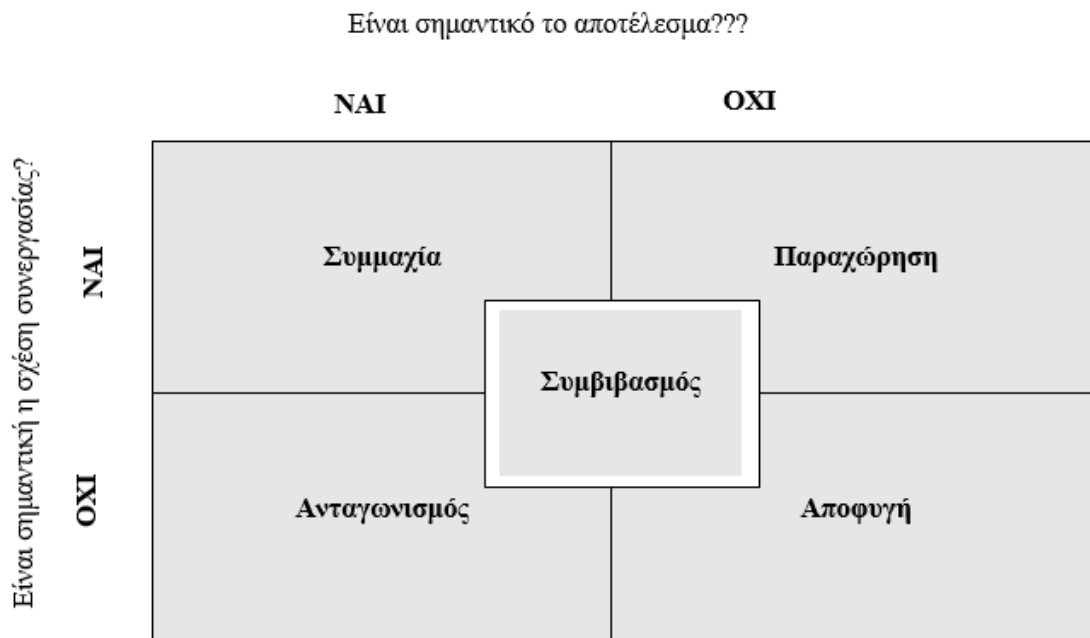 Είναι σημαντικό το αποτέλεσμα???
ΝΑΙ
ΟΧΙ
Είναι σημαντική η σχέση συνεργασίας?
ΝΑΙ
Συμμαχία
Παραχώρηση
Συμβιβασμός
ΟΧΙ
Ανταγωνισμός
Αποφυγή